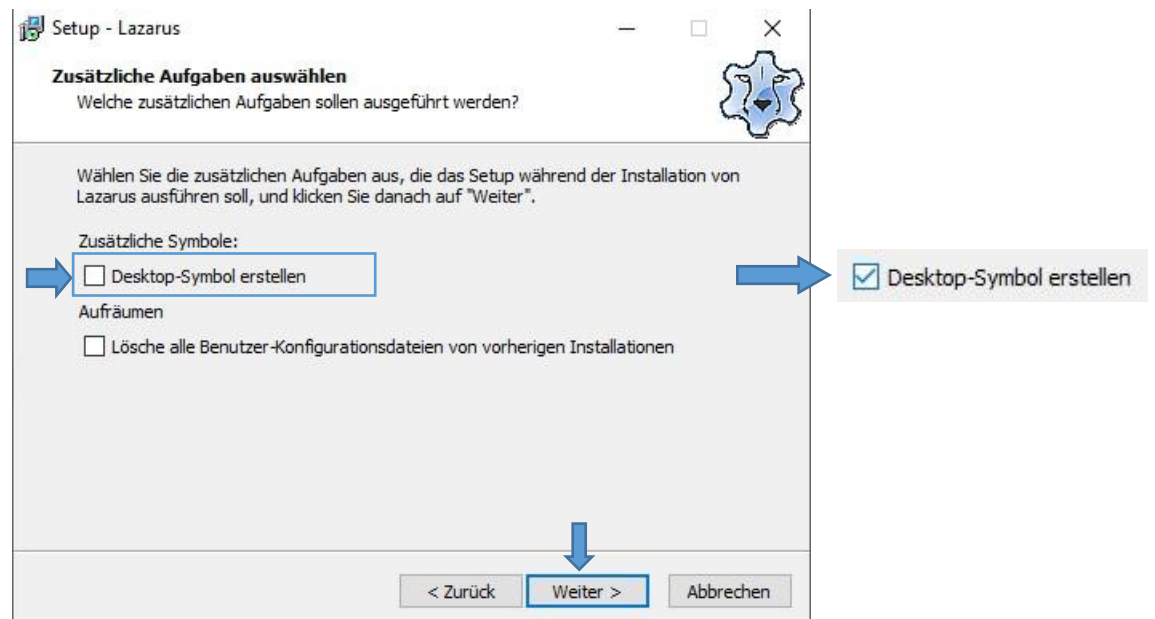 Setup - Lazarus
Zusätzliche Aufgaben auswählen
Welche zusätzlichen Aufgaben sollen ausgeführt werden?
Wählen Sie die zusätzlichen Aufgaben aus, die das Setup während der Installation von
Lazarus ausführen soll, und klicken Sie danach auf "Weiter".
Zusätzliche Symbole:
Desktop-Symbol erstellen
Desktop-Symbol erstellen
Aufräumen
Lösche alle Benutzer-Konfigurationsdateien von vorherigen Installationen
< Zurück
Weiter >
Abbrechen